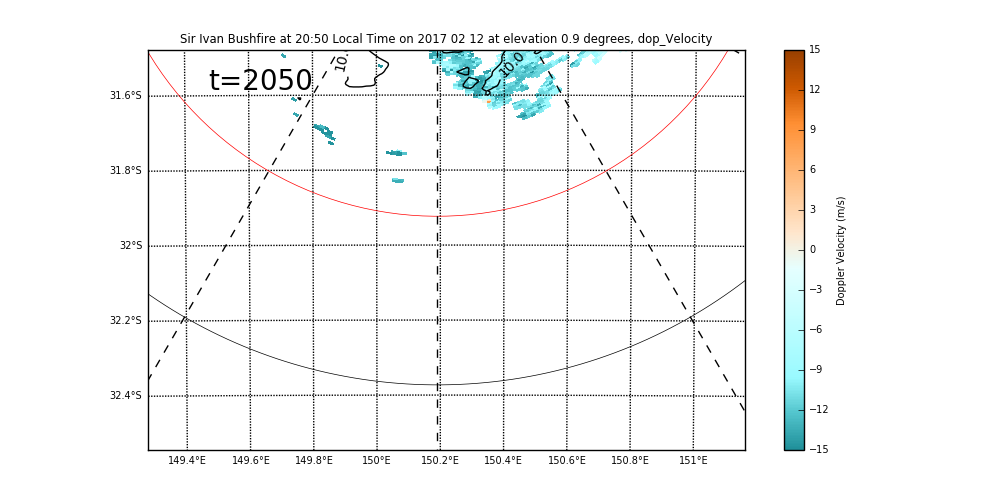 Sir Ivan Bushfire at 20:50 Local Time on 2017 02 12 at elevation 0.9 degrees, dop_Velocity
t=2050
10.
10.0
31.6°S
31.8°S
32°S
32.2°S
32.4°S
149.4°E 149.6°E 149.8°E 150°E 150.2°E 150.4°E 150.6°E 150.8°E 151°E
15
12
9
6
3
0
−3
−6
−9
−12
−15
Doppler Velocity (m/s)